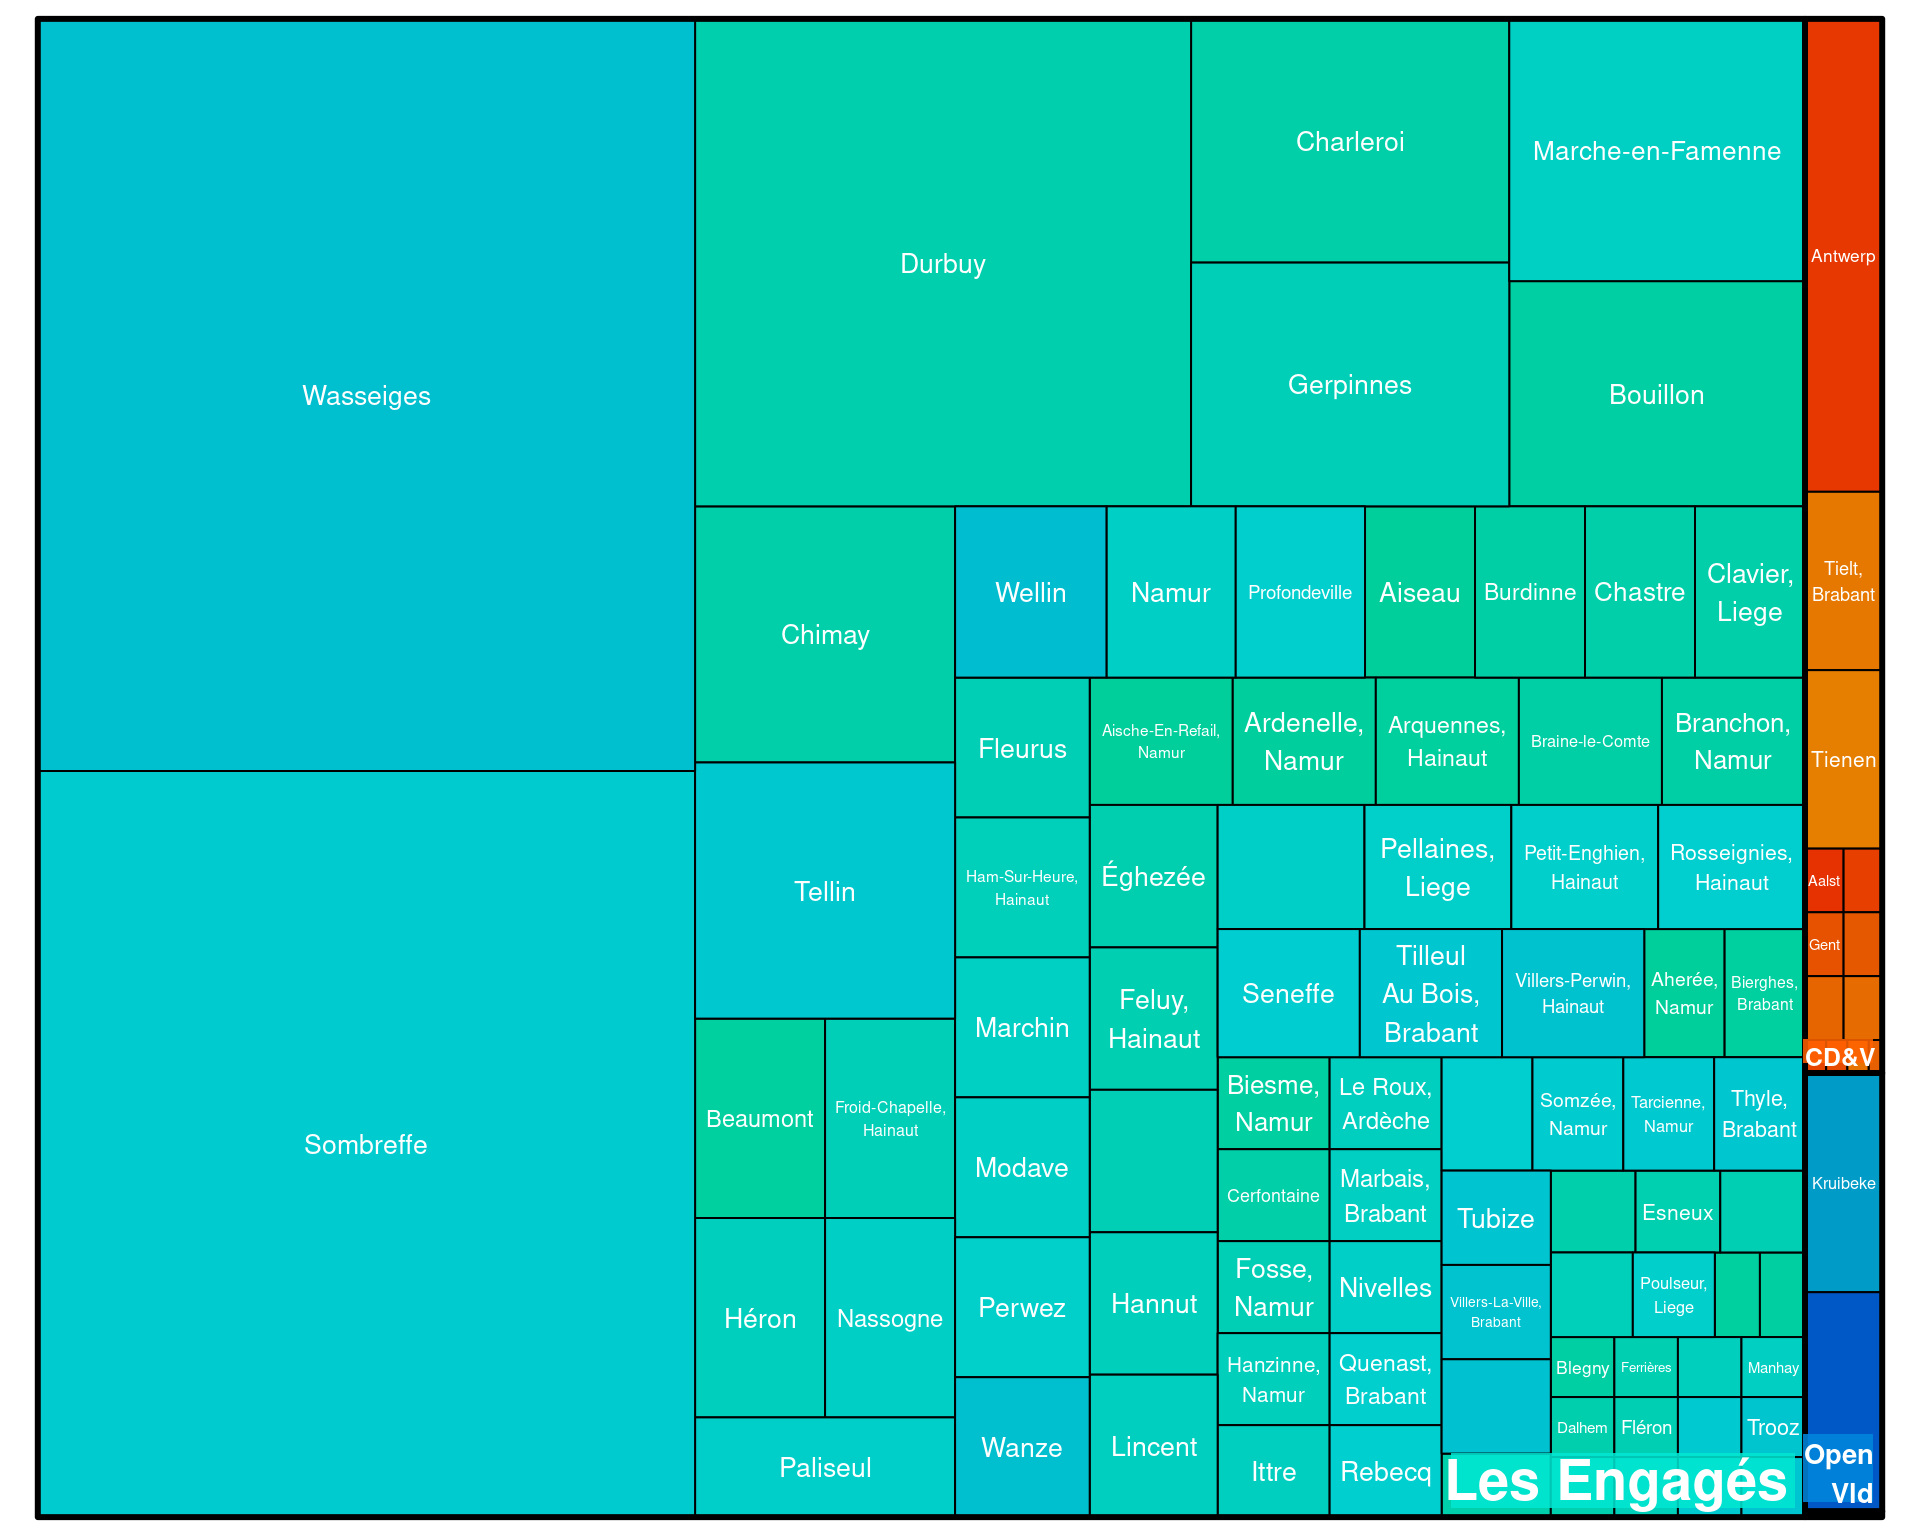 Wasseiges
Sombreffe
Durbuy
Charleroi
Gerpinnes
Marche-en-Famenne
Bouillon
Chimay
Tellin
Beaumont
Froid-Chapelle,
Hainaut
Héron
Nassogne
Paliseul
Wellin
Namur
Profondeville
Aiseau
Burdinne
Chastre
Clavier,
Liege
Fleurus
Ham-Sur-Heure,
Hainaut
Marchin
Modave
Perwez
Wanze
Aische-En-Refail,
Namur
Ardenelle,
Namur
Arquennes,
Hainaut
Braine-le-Comte
Branchon,
Namur
Éghezée
Feluy,
Hainaut
Hannut
Lincent
Pellaines,
Liege
Petit-Enghien,
Hainaut
Rosseignies,
Hainaut
Seneffe
Tilleul
Au Bois,
Brabant
Villers-Perwin,
Hainaut
Aherée,
Namur
Bierghes,
Brabant
Biesme,
Namur
Cerfontaine
Fosse,
Namur
Hanzinne,
Namur
Ittre
Le Roux,
Ardèche
Marbais,
Brabant
Nivelles
Quenast,
Brabant
Rebecq
Somzée,
Namur
Tarcienne,
Namur
Thyle,
Brabant
Tubize
Villers-La-Ville,
Brabant
Esneux
Poulseur,
Liege
Blegny
Ferrières
Manhay
Dalhem
Fléron
Trooz
Les Engagés
Antwerp
Tielt,
Brabant
Tienen
Aalst
Gent
CD&V
Kruibeke
Open
Vld